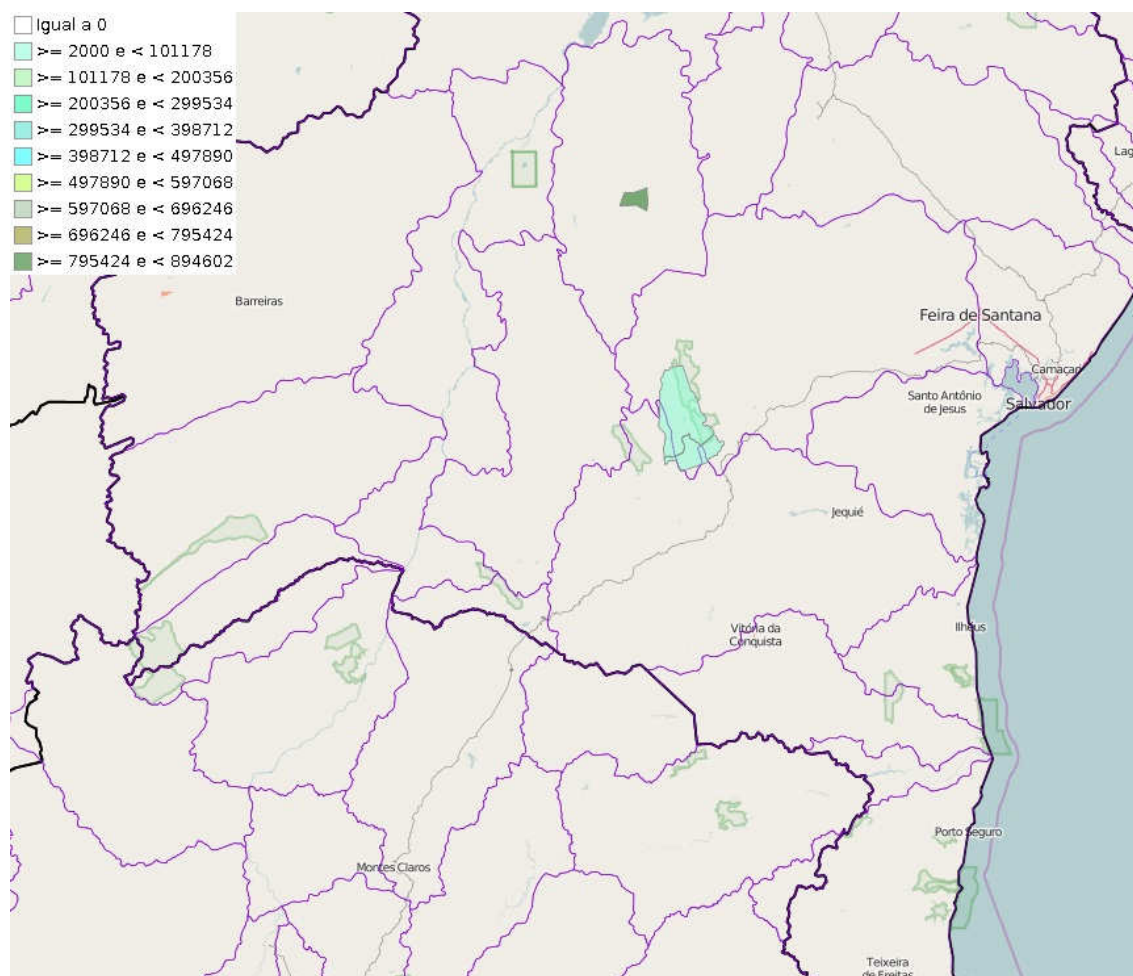 Igual a 0
>= 2000 e < 101178
>= 101178 e < 200356
>= 200356 e < 299534
>= 299534 e < 398712
>= 398712 e < 497890
>= 497890 e < 597068
>= 597068 e < 696246
>= 696246 e < 795424
>= 795424 e < 894602
Lag
Barreiras
Feira de Santana
Camaçari
Santo Antônio
de Jesus
Salvador
Jequié
Ilhéus
Vitória da
Conquista
Porto Seguro
Montes Claros
Teixeira
de Freitas